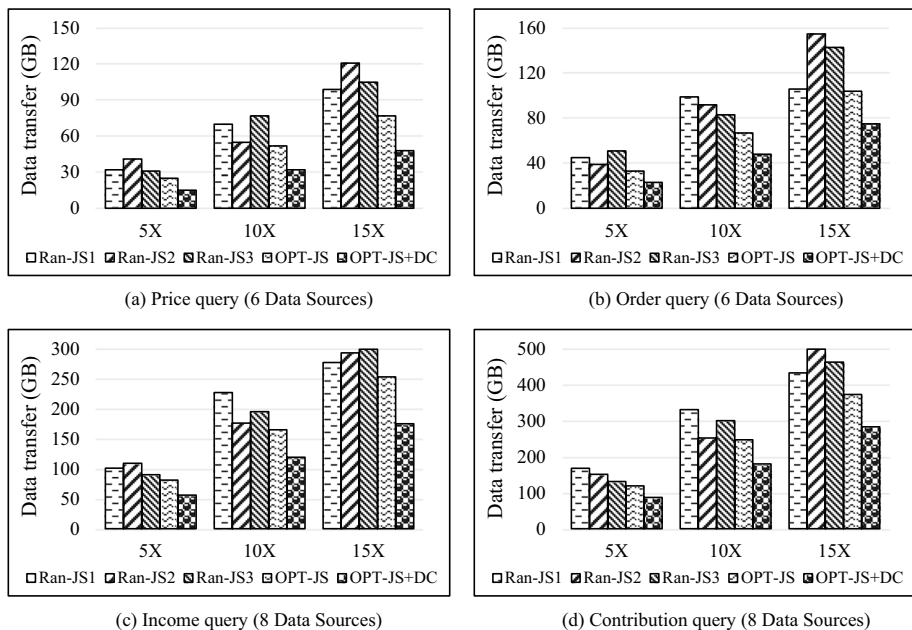 Data transfer (GB)
150
120
90
60
30
0
5X 10X 15X
Ran-JS1 Ran-JS2 Ran-JS3 OPT-JS OPT-JS+DC
(a) Price query (6 Data Sources)
Data transfer (GB)
160
120
80
40
0
5X 10X 15X
Ran-JS1 Ran-JS2 Ran-JS3 OPT-JS OPT-JS+DC
(b) Order query (6 Data Sources)
Data transfer (GB)
300
250
200
150
100
50
0
5X 10X 15X
Ran-JS1 Ran-JS2 Ran-JS3 OPT-JS OPT-JS+DC
(c) Income query (8 Data Sources)
Data transfer (GB)
500
400
300
200
100
0
5X 10X 15X
Ran-JS1 Ran-JS2 Ran-JS3 OPT-JS OPT-JS+DC
(d) Contribution query (8 Data Sources)